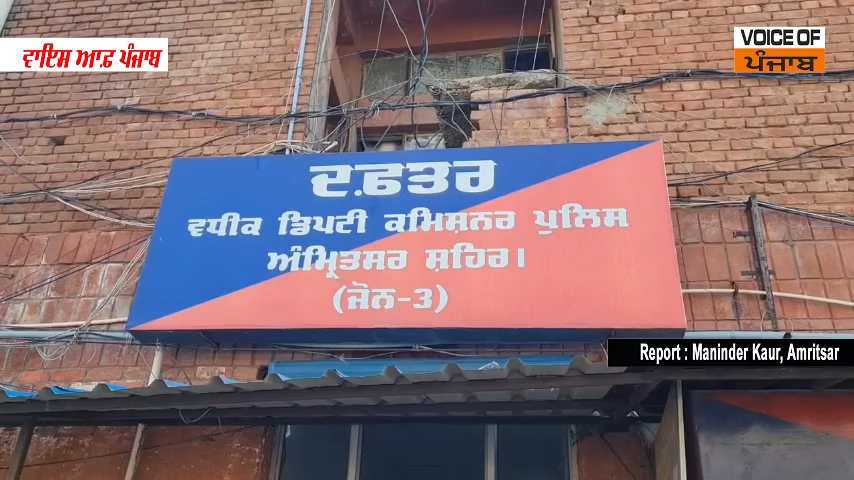 ਵਾਇਸ ਆਫ਼ ਪੰਜਾਬ
VOICE OF
ਪੰਜਾਬ
ਦਫ਼ਤਰ
ਵਧੀਕ ਡਿਪਟੀ ਕਮਿਸ਼ਨਰ ਪੁਲਿਸ
ਅੰਮ੍ਰਿਤਸਰ ਸ਼ਹਿਰ।
(ਜੋਨ-3)
Report : Maninder Kaur, Amritsar